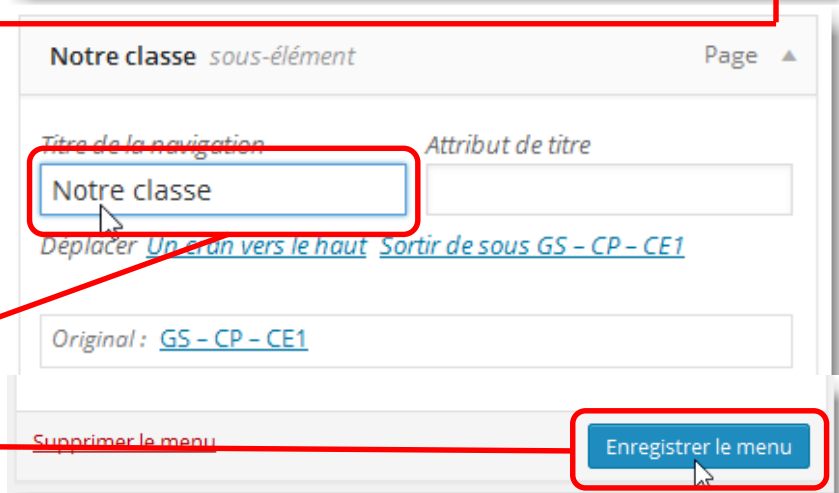 Notre classe sous-élément Page
Titre de la navigation Attribut de titre
Notre classe
Déplacer Un cran vers le haut Sortir de sous GS – CP – CE1
Original : GS – CP – CE1
Supprimer le menu Enregistrer le menu